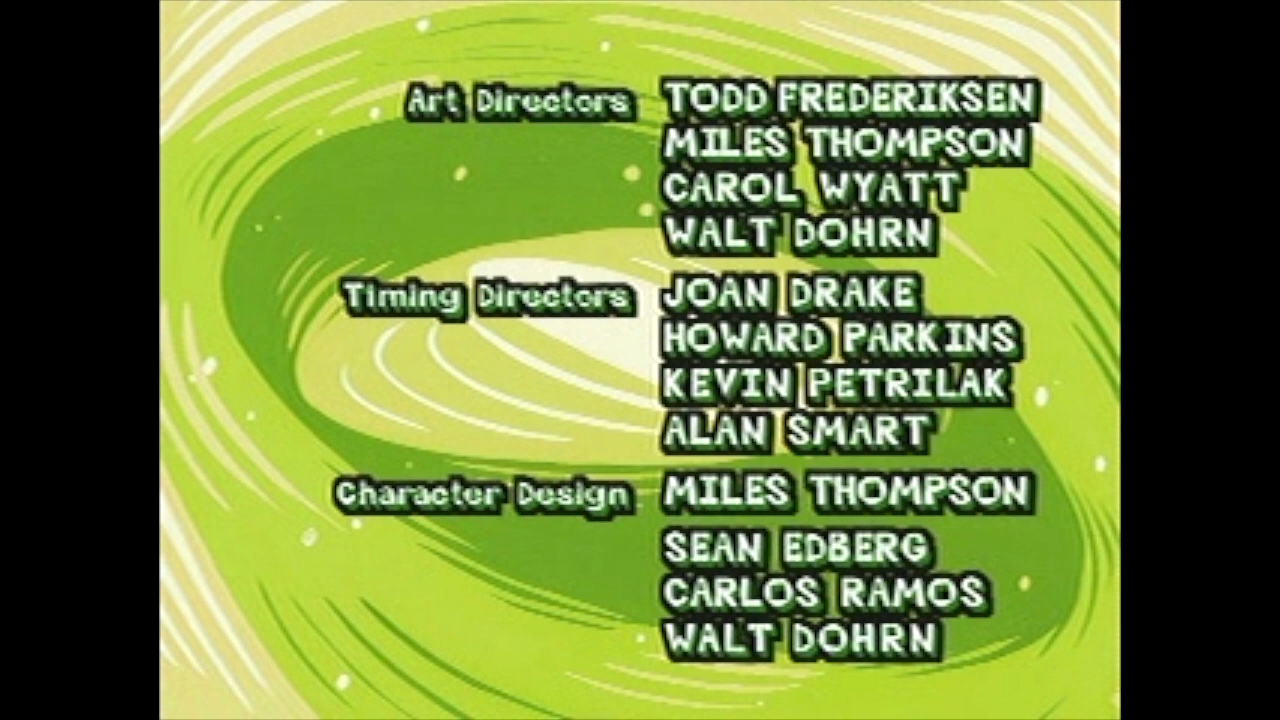 Art Directors TODD FREDERIKSEN
MILES THOMPSON
CAROL WYATT
WALT DOHRN
Timing Directors JOAN DRAKE
HOWARD PARKINS
KEVIN PETRILAK
ALAN SMART
Character Design MILES THOMPSON
SEAN EDBERG
CARLOS RAMOS
WALT DOHRN